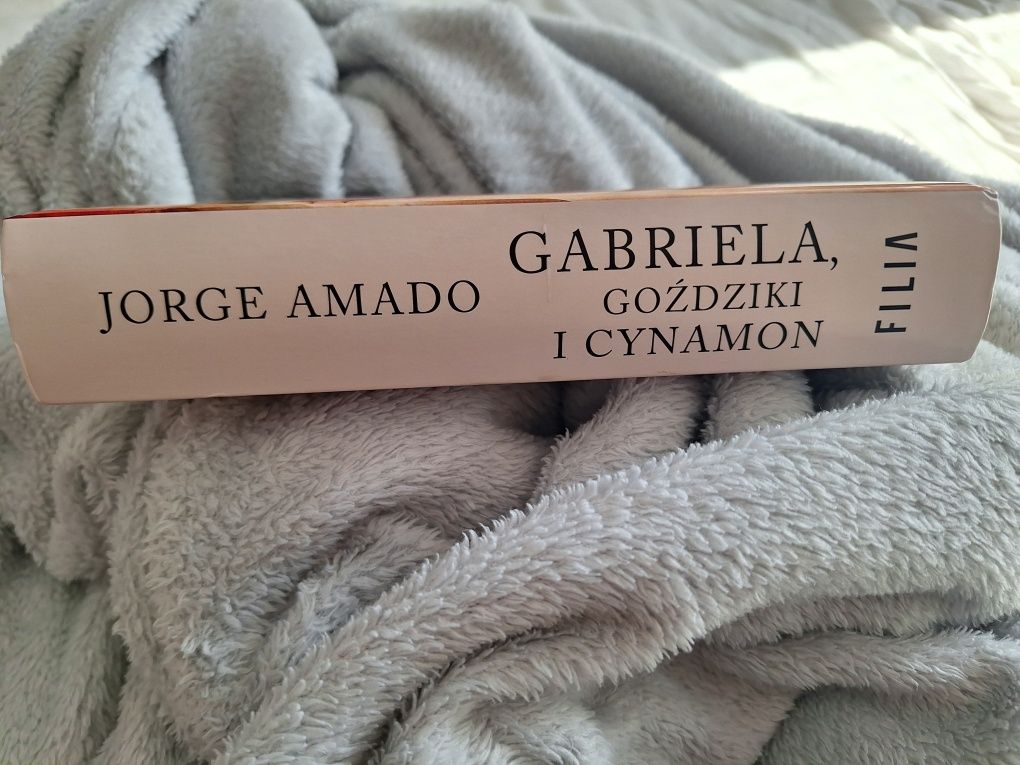 JORGE AMADO
GABRIELA,
GOŹDZIKI
I CYNAMON
FILIA